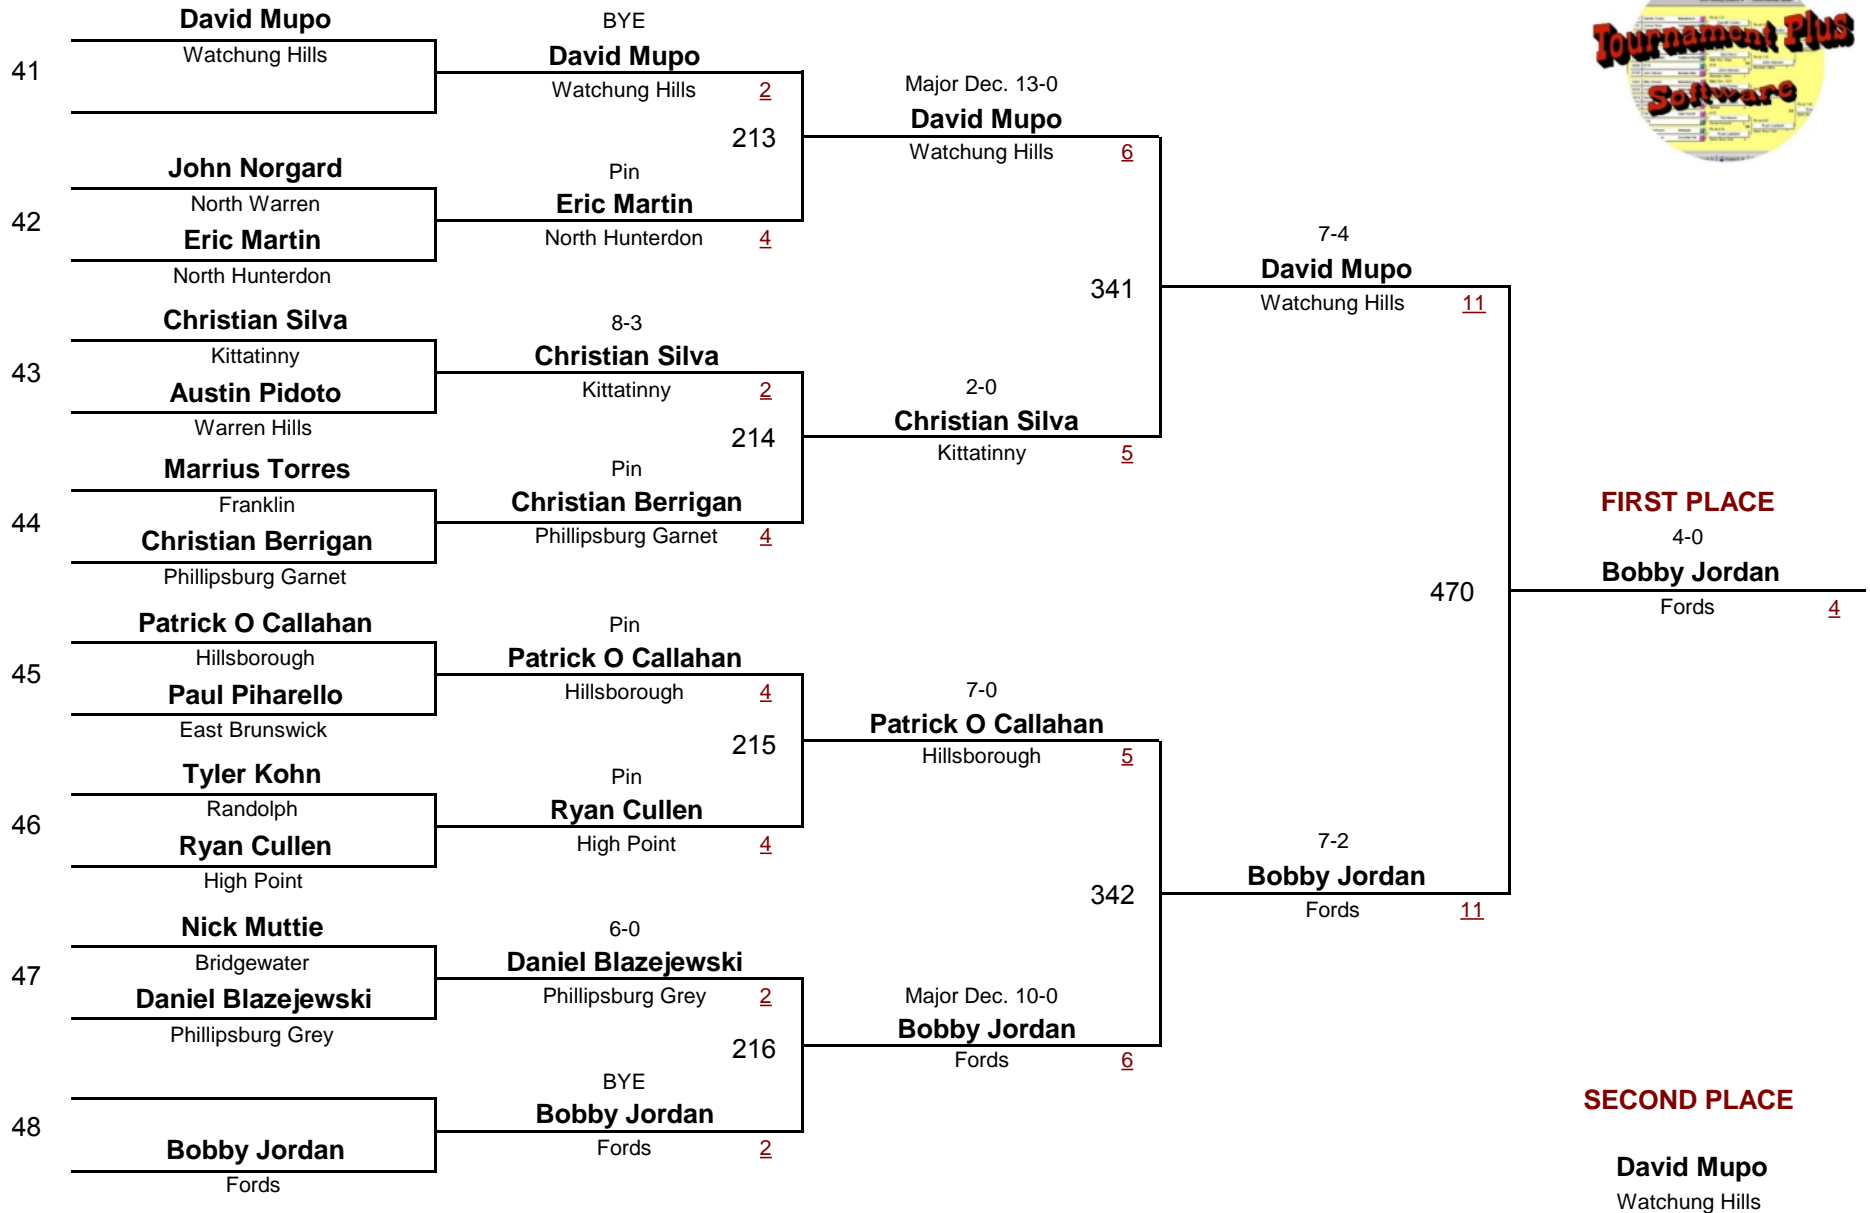 David Mupo
Watchung Hills
41
John Norgard
North Warren
42
Eric Martin
North Hunterdon
Christian Silva
Kittatinny
43
Austin Pidoto
Warren Hills
Marrius Torres
Franklin
44
Christian Berrigan
Phillipsburg Garnet
Patrick O Callahan
Hillsborough
45
Paul Piharello
East Brunswick
Tyler Kohn
Randolph
46
Ryan Cullen
High Point
Nick Muttie
Bridgewater
47
Daniel Blazejewski
Phillipsburg Grey
48
Bobby Jordan
Fords
BYE
David Mupo
Watchung Hills 2
213
Pin
Eric Martin
North Hunterdon 4
8-3
Christian Silva
Kittatinny 2
214
Pin
Christian Berrigan
Phillipsburg Garnet 4
Pin
Patrick O Callahan
Hillsborough 4
215
Pin
Ryan Cullen
High Point 4
6-0
Daniel Blazejewski
Phillipsburg Grey 2
216
BYE
Bobby Jordan
Fords 2
Major Dec. 13-0
David Mupo
Watchung Hills 6
341
2-0
Christian Silva
Kittatinny 5
7-0
Patrick O Callahan
Hillsborough 5
342
Major Dec. 10-0
Bobby Jordan
Fords 6
7-4
David Mupo
Watchung Hills 11
470
7-2
Bobby Jordan
Fords 11
Tournament Plus
Software
FIRST PLACE
4-0
Bobby Jordan
Fords 4
SECOND PLACE
David Mupo
Watchung Hills